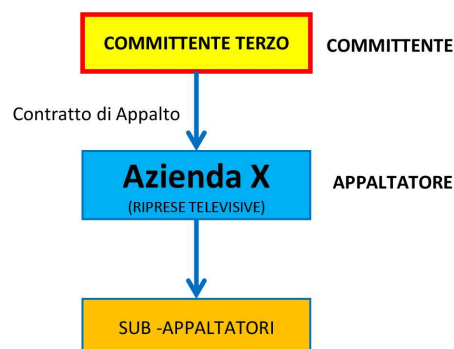 COMMITTENTE TERZO
COMMITTENTE
Contratto di Appalto
Azienda X
(RIPRESE TELEVISIVE)
APPALTATORE
SUB -APPALTATORI